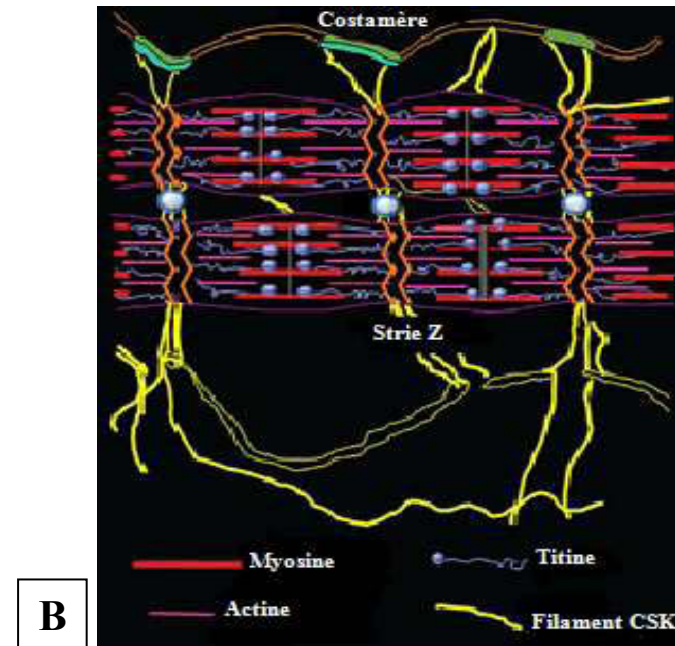 Costamère
Strie Z
Myosine
Titine
Actine
Filament CSK
B